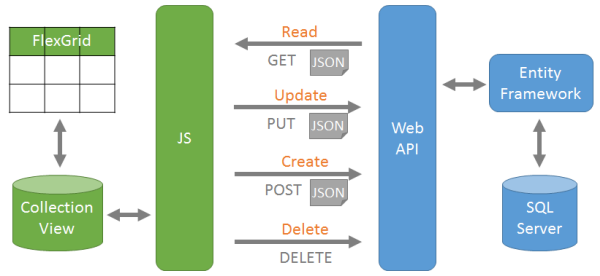 FlexGrid
Collection
View
JS
Read
GET
JSON
Update
PUT
JSON
Create
POST
JSON
Delete
DELETE
Web
API
Entity
Framework
SQL
Server